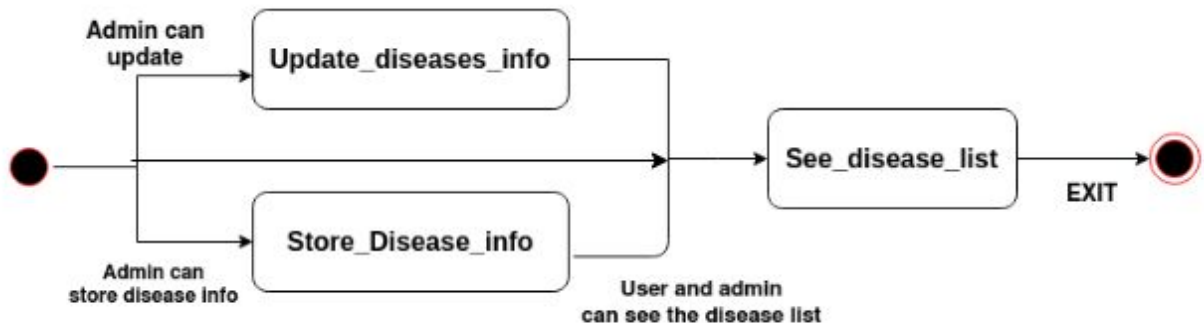 Admin can
update
Update_diseases_info
See_disease_list
EXIT
Store_Disease_info
Admin can
store disease info
User and admin
can see the disease list